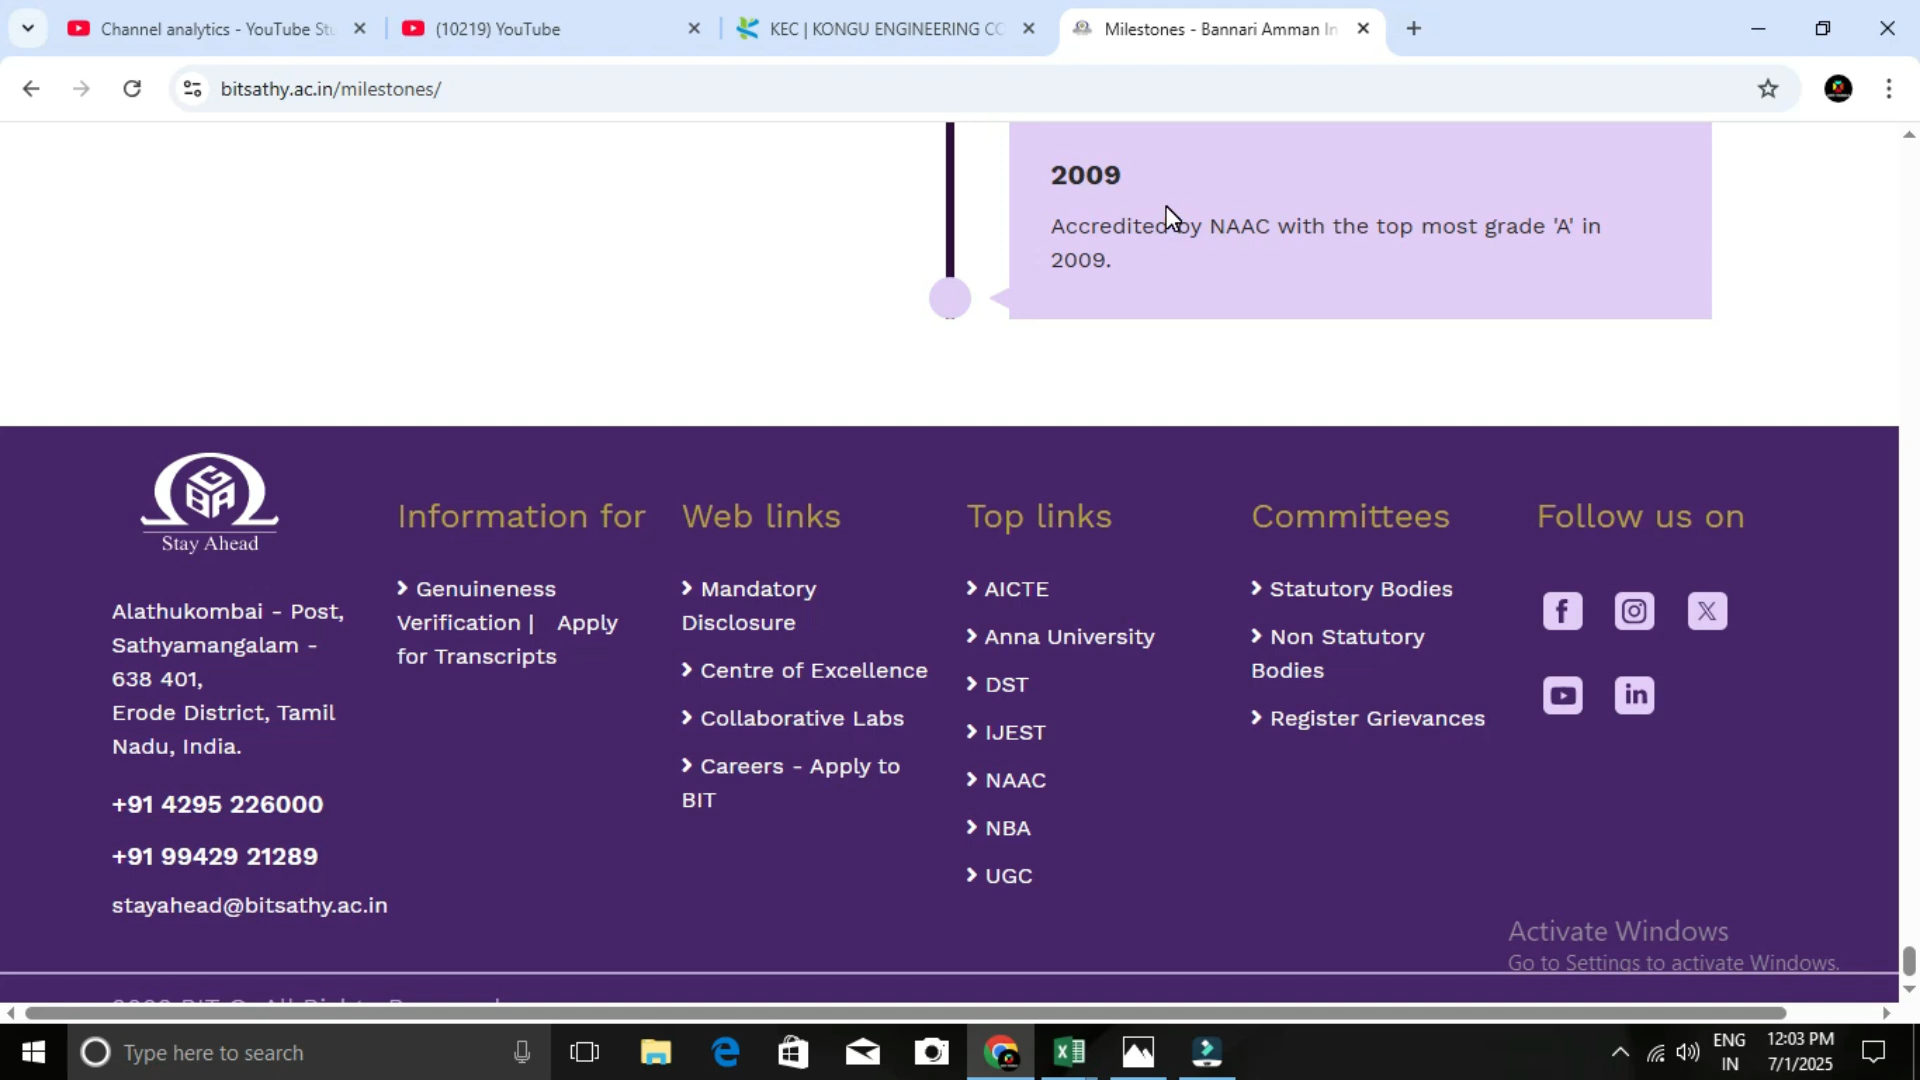 Channel analytics - YouTube Stu
(10219) YouTube
KEC | KONGU ENGINEERING CO
Milestones - Bannari Amman In
bitsathy.ac.in/milestones/
2009
Accredited by NAAC with the top most grade 'A' in
2009.
GBA
Stay Ahead
Alathukombai - Post,
Sathyamangalam -
638 401,
Erode District, Tamil
Nadu, India.
+91 4295 226000
+91 99429 21289
stayahead@bitsathy.ac.in
Information for
Genuineness
Verification | Apply
for Transcripts
Web links
Mandatory
Disclosure
Centre of Excellence
Collaborative Labs
Careers - Apply to
BIT
Top links
AICTE
Anna University
DST
IJEST
NAAC
NBA
UGC
Committees
Statutory Bodies
Non Statutory
Bodies
Register Grievances
Follow us on
Activate Windows
Go to Settings to activate Windows.
Type here to search
ENG
IN
12:03 PM
7/1/2025